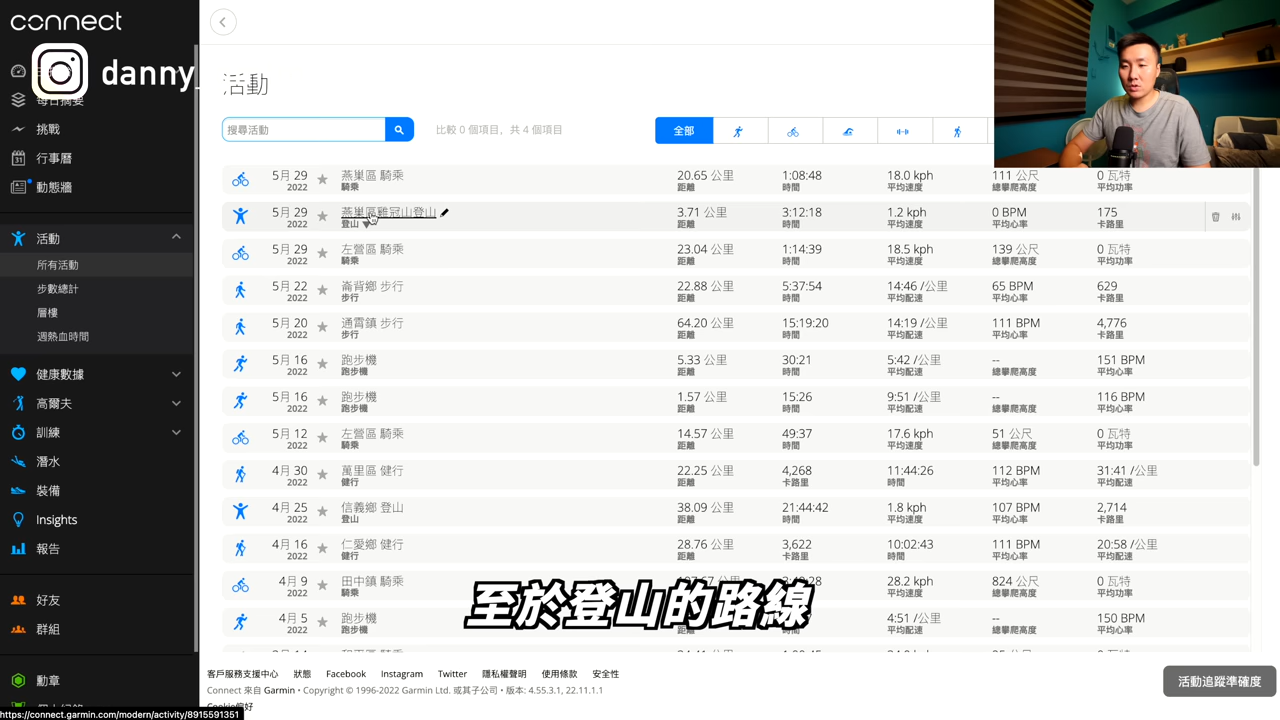 connect
danny_
每日摘要
挑戰
行事曆
動態牆
活動
所有活動
步數總計
層樓
週熱血時間
健康數據
高爾夫
訓練
潛水
裝備
Insights
報告
好友
群組
勳章
活動
搜尋活動
比較 0 個項目，共 4 個項目
全部
5月 29 燕巢區 騎乘 20.65 公里 1:08:48 18.0 kph 111 公尺 0 瓦特
2022 騎乘 距離 時間 平均速度 總攀爬高度 平均功率
5月 29 燕巢區雞冠山登山 3.71 公里 3:12:18 1.2 kph 0 BPM 175
2022 登山 距離 時間 平均速度 平均心率 卡路里
5月 29 左營區 騎乘 23.04 公里 1:14:39 18.5 kph 139 公尺 0 瓦特
2022 騎乘 距離 時間 平均速度 總攀爬高度 平均功率
5月 22 崙背鄉 步行 22.88 公里 5:37:54 14:46 /公里 65 BPM 629
2022 步行 距離 時間 平均配速 平均心率 卡路里
5月 20 通霄鎮 步行 64.20 公里 15:19:20 14:19 /公里 111 BPM 4,776
2022 步行 距離 時間 平均配速 平均心率 卡路里
5月 16 跑步機 5.33 公里 30:21 5:42 /公里 -- 151 BPM
2022 跑步機 距離 時間 平均配速 總攀爬高度 平均心率
5月 16 跑步機 1.57 公里 15:26 9:51 /公里 -- 116 BPM
2022 跑步機 距離 時間 平均配速 總攀爬高度 平均心率
5月 12 左營區 騎乘 14.57 公里 49:37 17.6 kph 51 公尺 0 瓦特
2022 騎乘 距離 時間 平均速度 總攀爬高度 平均功率
4月 30 萬里區 健行 22.25 公里 4,268 11:44:26 112 BPM 31:41 /公里
2022 健行 距離 卡路里 時間 平均心率 平均配速
4月 25 信義鄉 登山 38.09 公里 21:44:42 1.8 kph 107 BPM 2,714
2022 登山 距離 時間 平均速度 平均心率 卡路里
4月 16 仁愛鄉 健行 28.76 公里 3,622 10:02:43 111 BPM 20:58 /公里
2022 健行 距離 卡路里 時間 平均心率 平均配速
4月 9 田中鎮 騎乘 28.2 kph 824 公尺 0 瓦特
2022 騎乘 平均速度 總攀爬高度 平均功率
4月 5 跑步機 4:51 /公里 -- 150 BPM
2022 跑步機 距離 時間 平均配速 總攀爬高度 平均心率
至於登山的路線
客戶服務支援中心 狀態 Facebook Instagram Twitter 隱私權聲明 使用條款 安全性
Connect 來自 Garmin • Copyright © 1996-2022 Garmin Ltd. 或其子公司 • 版本: 4.55.3.1, 22.11.1.1
Cookie偏好
活動追蹤準確度
https://connect.garmin.com/modern/activity/8915591351